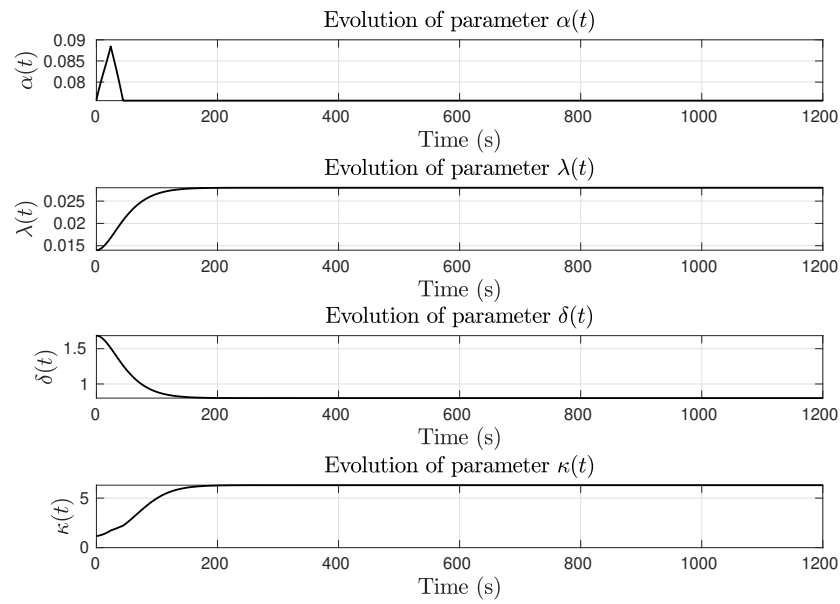 Evolution of parameter α(t)
α(t)
0.09
0.085
0.08
0 200 400 600 800 1000 1200
Time (s)
Evolution of parameter λ(t)
λ(t)
0.025
0.02
0.015
0 200 400 600 800 1000 1200
Time (s)
Evolution of parameter δ(t)
δ(t)
1.5
1
0 200 400 600 800 1000 1200
Time (s)
Evolution of parameter κ(t)
κ(t)
5
0
0 200 400 600 800 1000 1200
Time (s)